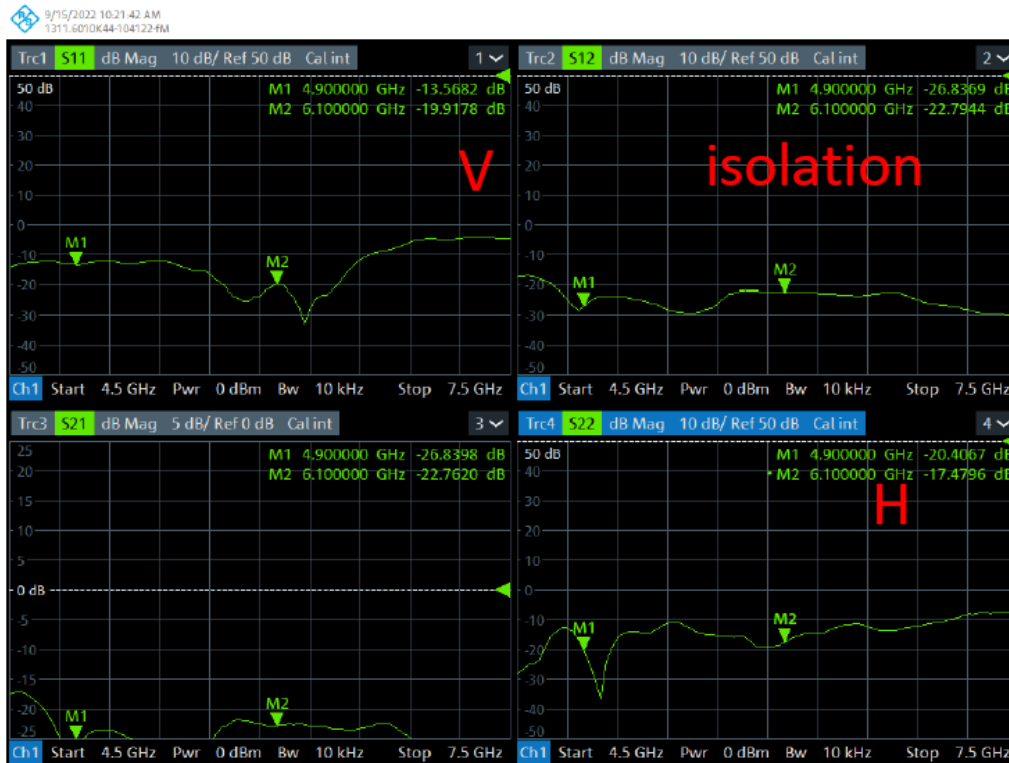 9/15/2022 10:21:42 AM
1311.6010K44-104122-fM
Trc1 S11 dB Mag 10 dB/ Ref 50 dB Cal int 1
50 dB
M1 4.900000 GHz -13.5682 dB
M2 6.100000 GHz -19.9178 dB
40
30
V
20
10
0
M1
-10
M2
-20
-30
-40
-50
Ch1 Start 4.5 GHz Pwr 0 dBm Bw 10 kHz Stop 7.5 GHz
Trc2 S12 dB Mag 10 dB/ Ref 50 dB Cal int 2
50 dB
M1 4.900000 GHz -26.8369 dB
M2 6.100000 GHz -22.7944 dB
40
30
isolation
20
10
0
-10
M2
-20
M1
-30
-40
-50
Ch1 Start 4.5 GHz Pwr 0 dBm Bw 10 kHz Stop 7.5 GHz
Trc3 S21 dB Mag 5 dB/ Ref 0 dB Cal int 3
25
M1 4.900000 GHz -26.8398 dB
20
M2 6.100000 GHz -22.7620 dB
15
10
5
0 dB
-5
-10
-15
-20
M2
M1
-25
Ch1 Start 4.5 GHz Pwr 0 dBm Bw 10 kHz Stop 7.5 GHz
Trc4 S22 dB Mag 10 dB/ Ref 50 dB Cal int 4
50 dB
M1 4.900000 GHz -20.4067 dB
40
• M2 6.100000 GHz -17.4796 dB
H
30
20
10
0
-10
M1
M2
-20
-30
-40
-50
Ch1 Start 4.5 GHz Pwr 0 dBm Bw 10 kHz Stop 7.5 GHz